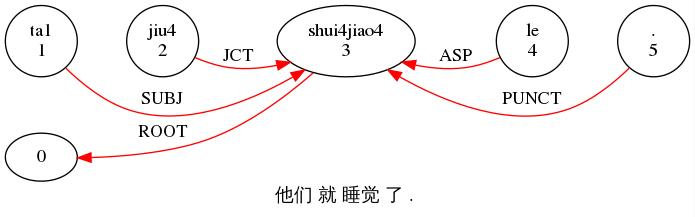 ta1
1
jiu4
2
shui4jiao4
3
le
4
.
5
JCT
ASP
SUBJ
PUNCT
ROOT
0
他们 就 睡觉 了 .